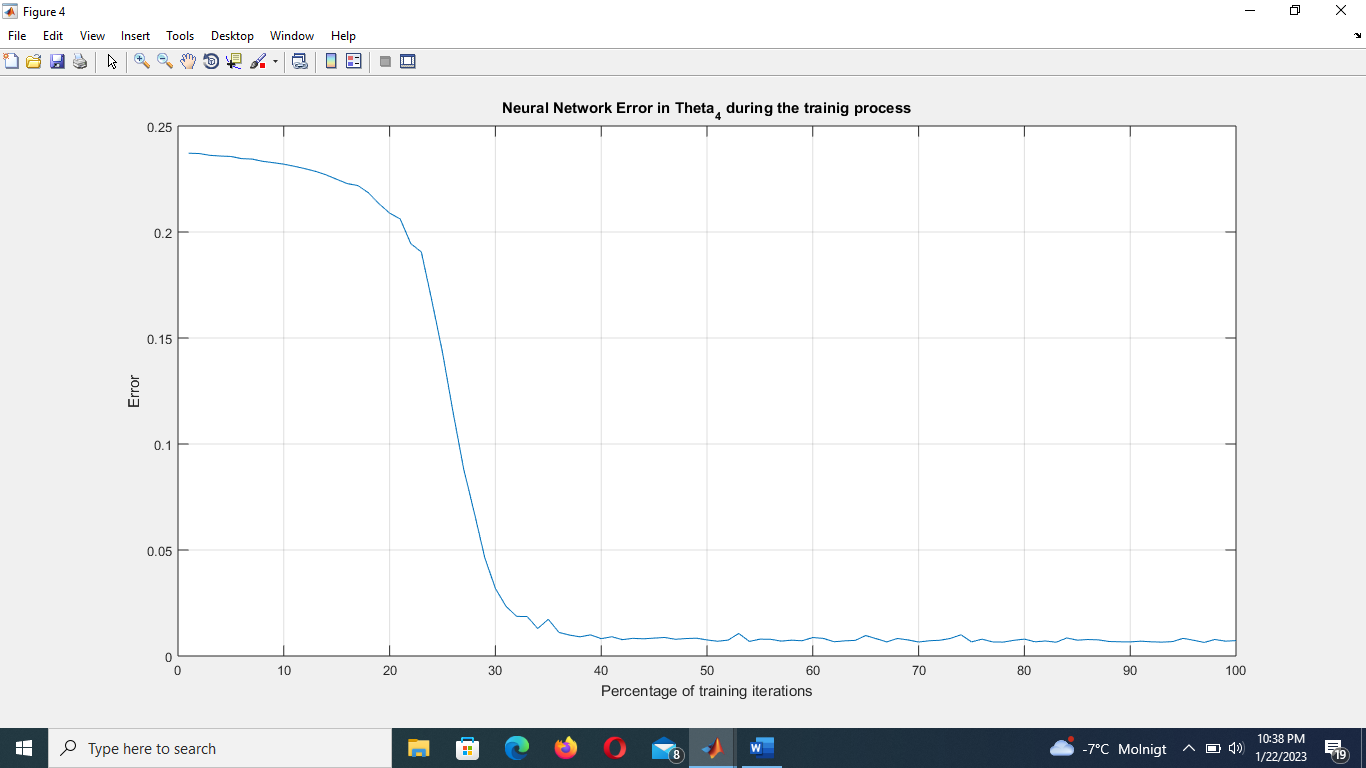 Figure 4
File Edit View Insert Tools Desktop Window Help
Neural Network Error in Theta4 during the trainig process
0.25
0.2
0.15
0.1
0.05
0
Error
0 10 20 30 40 50 60 70 80 90 100
Percentage of training iterations
Type here to search
8
-7°C Molnigt
10:38 PM
1/22/2023
19